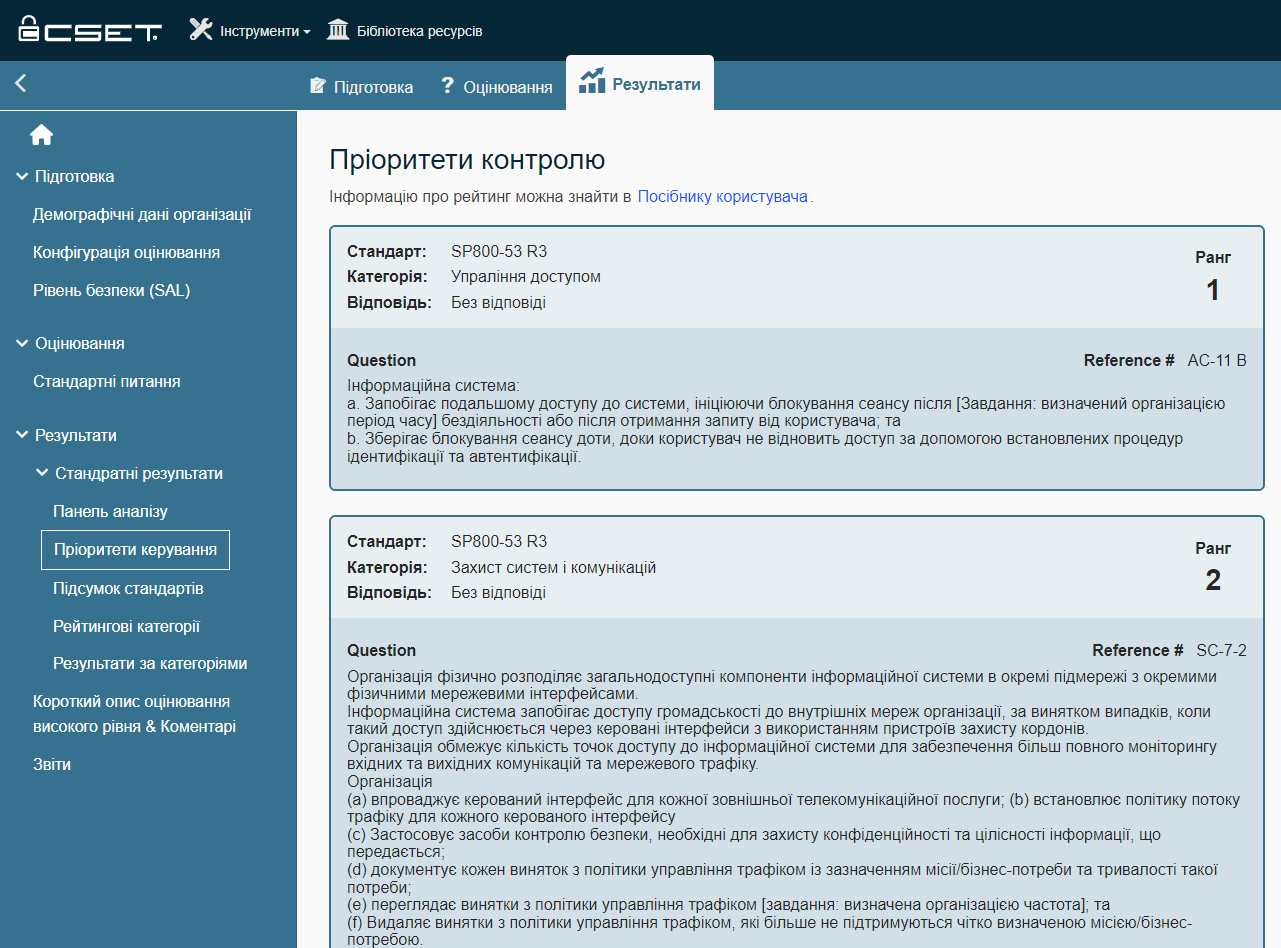 CSET.
Інструменти
Бібліотека ресурсів
Підготовка
? Оцінювання
Результати
Підготовка
Демографічні дані організації
Конфігурація оцінювання
Рівень безпеки (SAL)
Оцінювання
Стандартні питання
Результати
Стандратні результати
Панель аналізу
Пріоритети керування
Підсумок стандартів
Рейтингові категорії
Результати за категоріями
Короткий опис оцінювання
високого рівня & Коментарі
Звіти
Пріоритети контролю
Інформацію про рейтинг можна знайти в Посібнику користувача.
Стандарт: SP800-53 R3
Категорія: Упраління доступом
Відповідь: Без відповіді
Ранг
1
Question Reference # AC-11 B
Інформаційна система:
a. Запобігає подальшому доступу до системи, ініціюючи блокування сеансу після [Завдання: визначений організацією
період часу] бездіяльності або після отримання запиту від користувача; та
b. Зберігає блокування сеансу доти, доки користувач не відновить доступ за допомогою встановлених процедур
ідентифікації та автентифікації.
Стандарт: SP800-53 R3
Категорія: Захист систем і комунікацій
Відповідь: Без відповіді
Ранг
2
Question Reference # SC-7-2
Організація фізично розподіляє загальнодоступні компоненти інформаційної системи в окремі підмережі з окремими
фізичними мережевими інтерфейсами.
Інформаційна система запобігає доступу громадськості до внутрішніх мереж організації, за винятком випадків, коли
такий доступ здійснюється через керовані інтерфейси з використанням пристроїв захисту кордонів.
Організація обмежує кількість точок доступу до інформаційної системи для забезпечення більш повного моніторингу
вхідних та вихідних комунікацій та мережевого трафіку.
Організація
(a) впроваджує керований інтерфейс для кожної зовнішньої телекомунікаційної послуги; (b) встановлює політику потоку
трафіку для кожного керованого інтерфейсу
(c) Застосовує засоби контролю безпеки, необхідні для захисту конфіденційності та цілісності інформації, що
передається;
(d) документує кожен виняток з політики управління трафіком із зазначенням місії/бізнес-потреби та тривалості такої
потреби;
(e) переглядає винятки з політики управління трафіком [завдання: визначена організацією частота]; та
(f) Видаляє винятки з політики управління трафіком, які більше не підтримуються чітко визначеною місією/бізнес-
потребою.